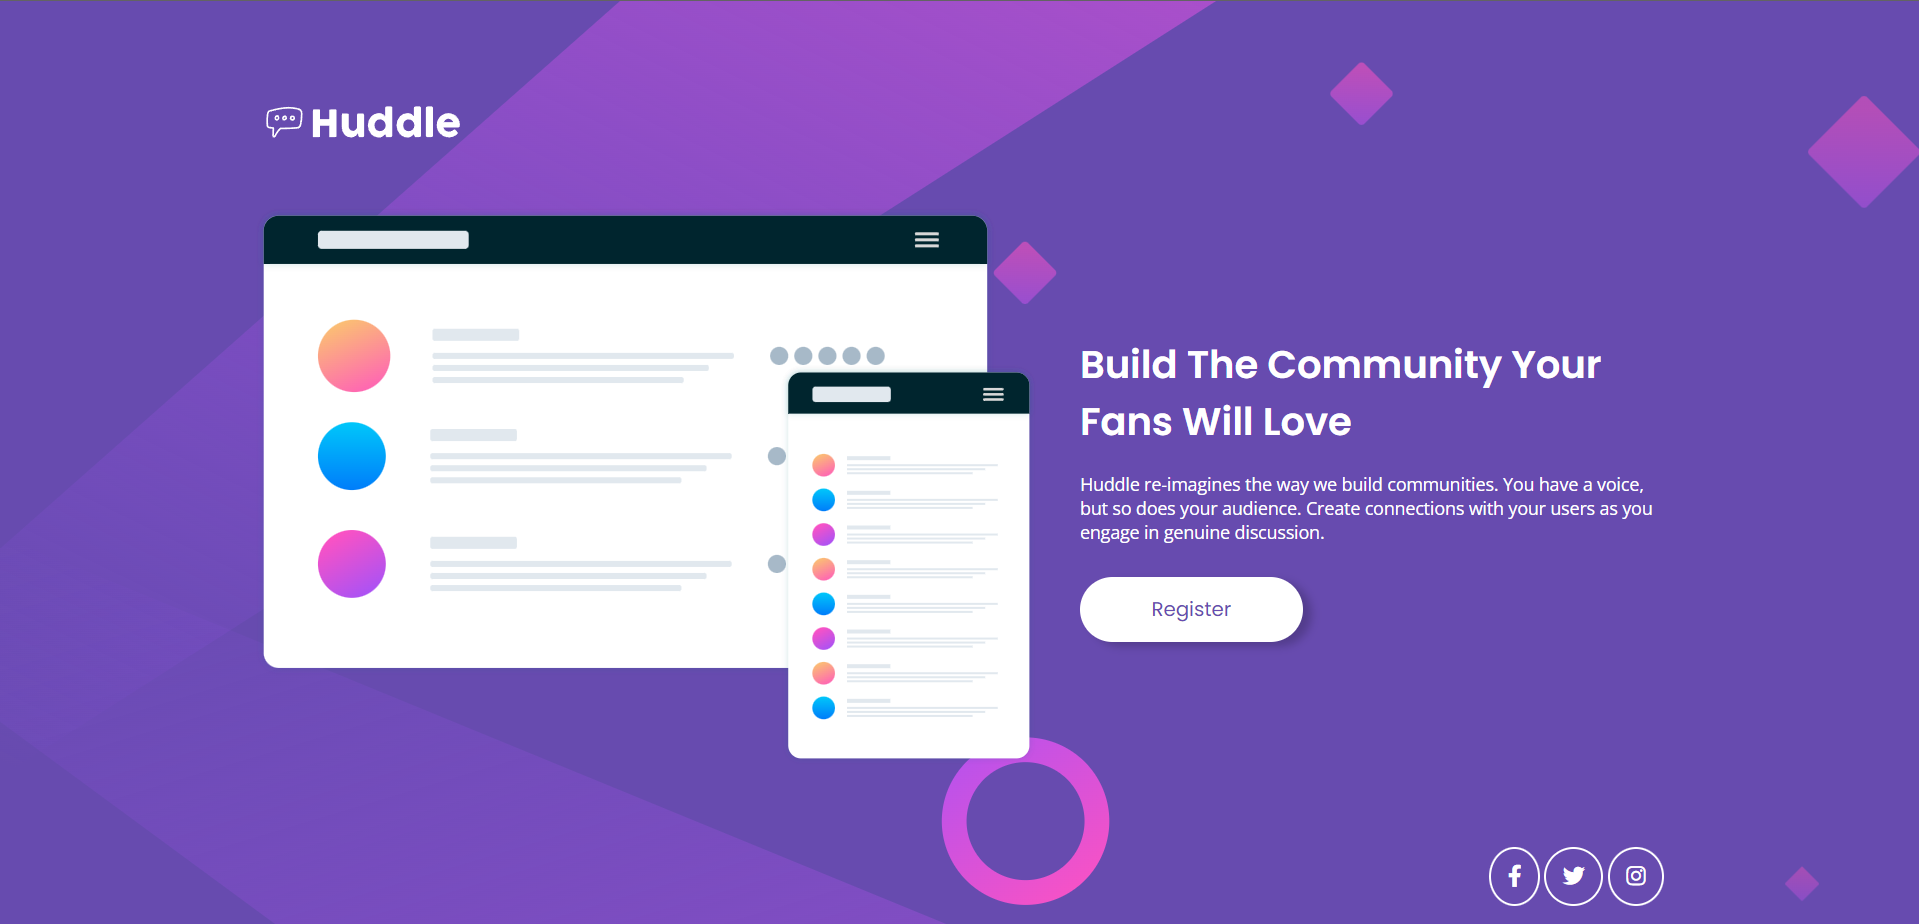 Huddle
Build The Community Your
Fans Will Love
Huddle re-imagines the way we build communities. You have a voice,
but so does your audience. Create connections with your users as you
engage in genuine discussion.
Register